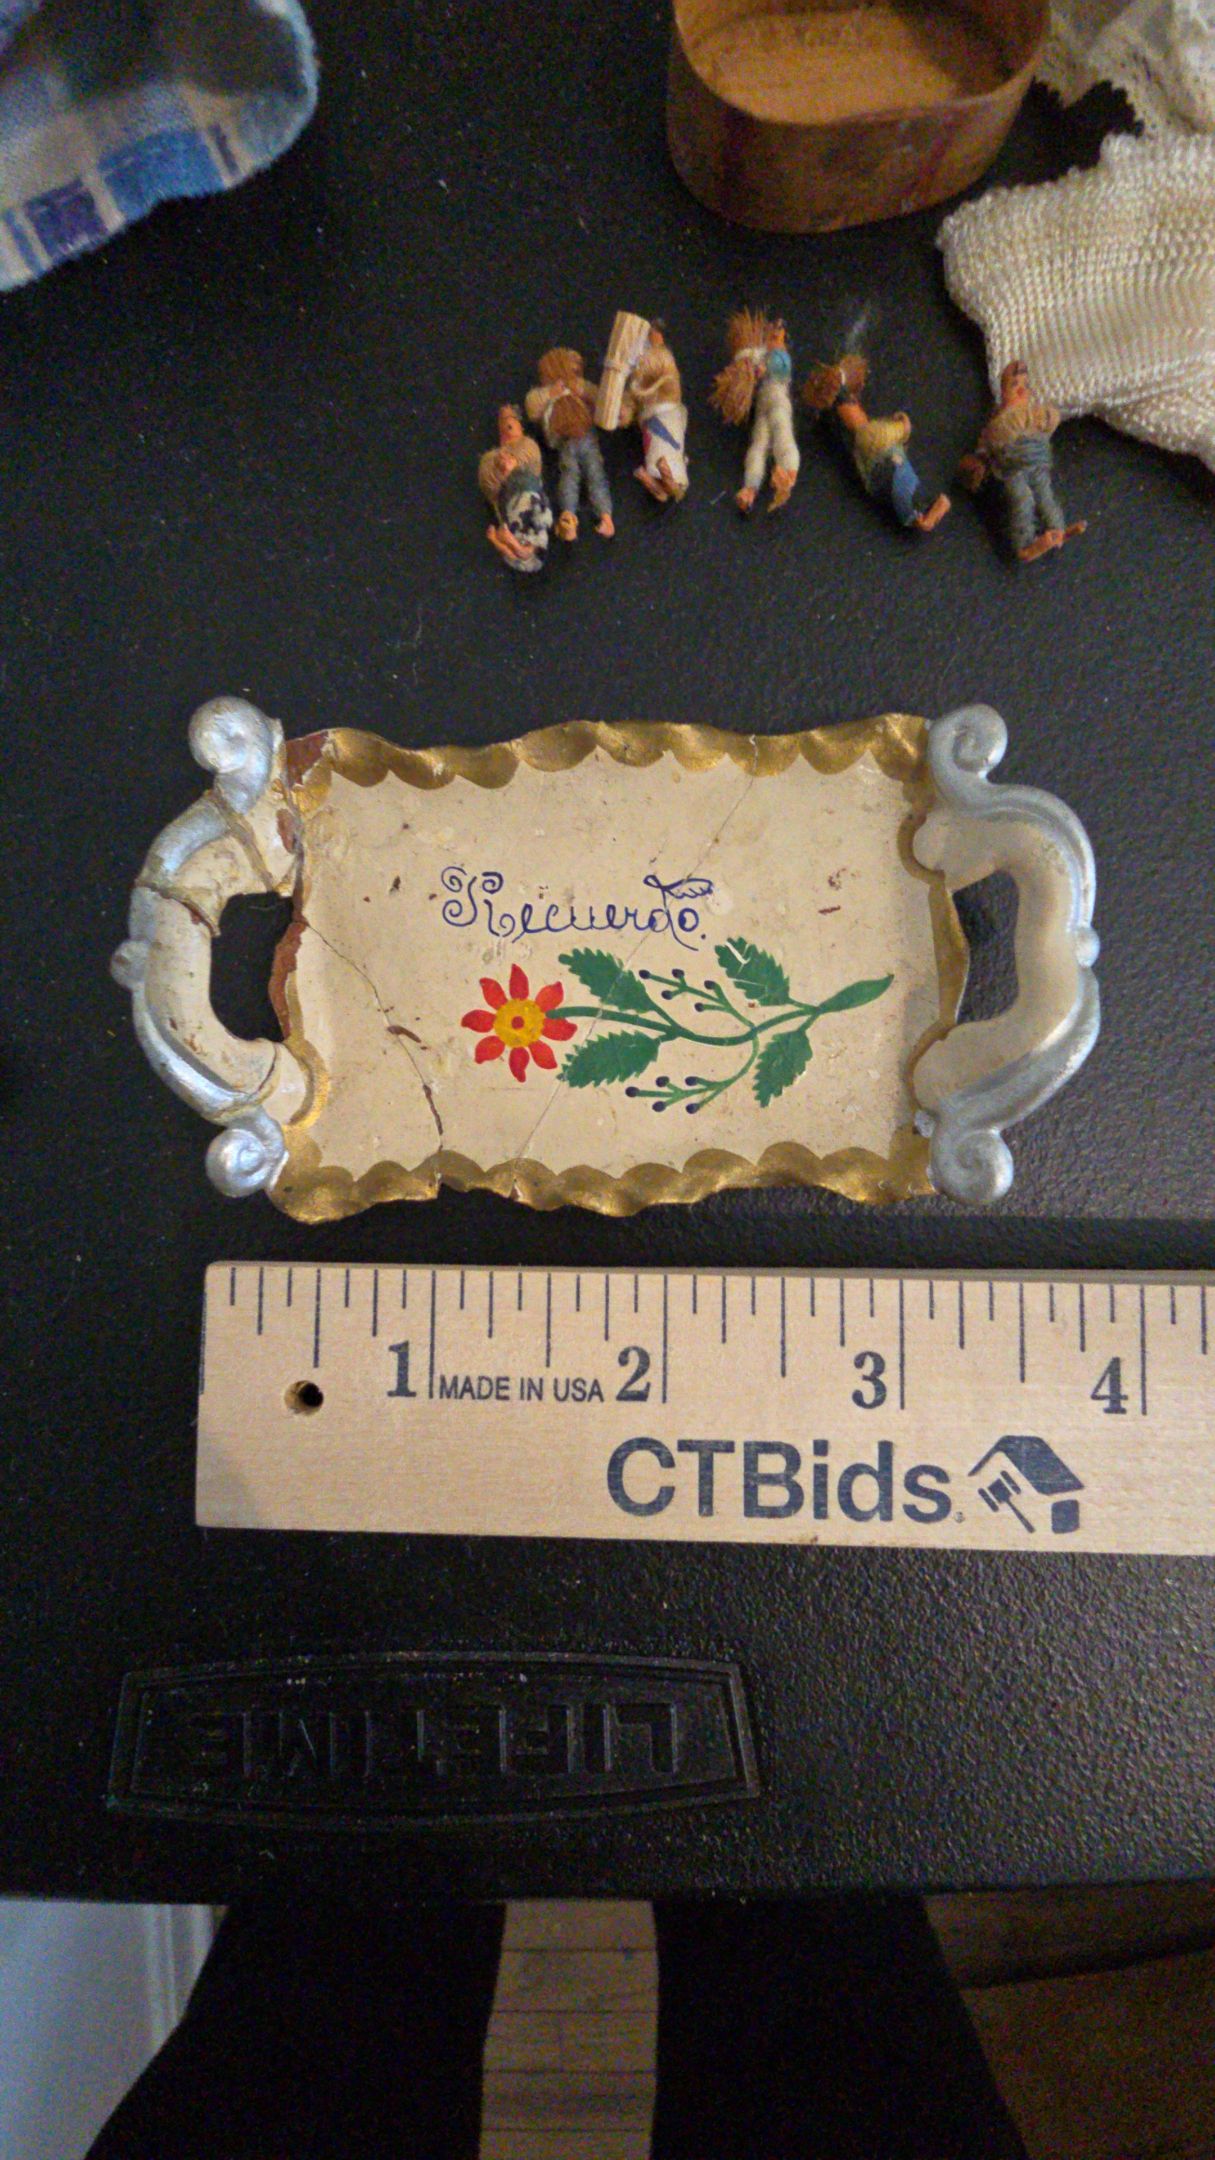 Recuerdo.
1 MADE IN USA 2 3 4
CTBids
LIFETIME